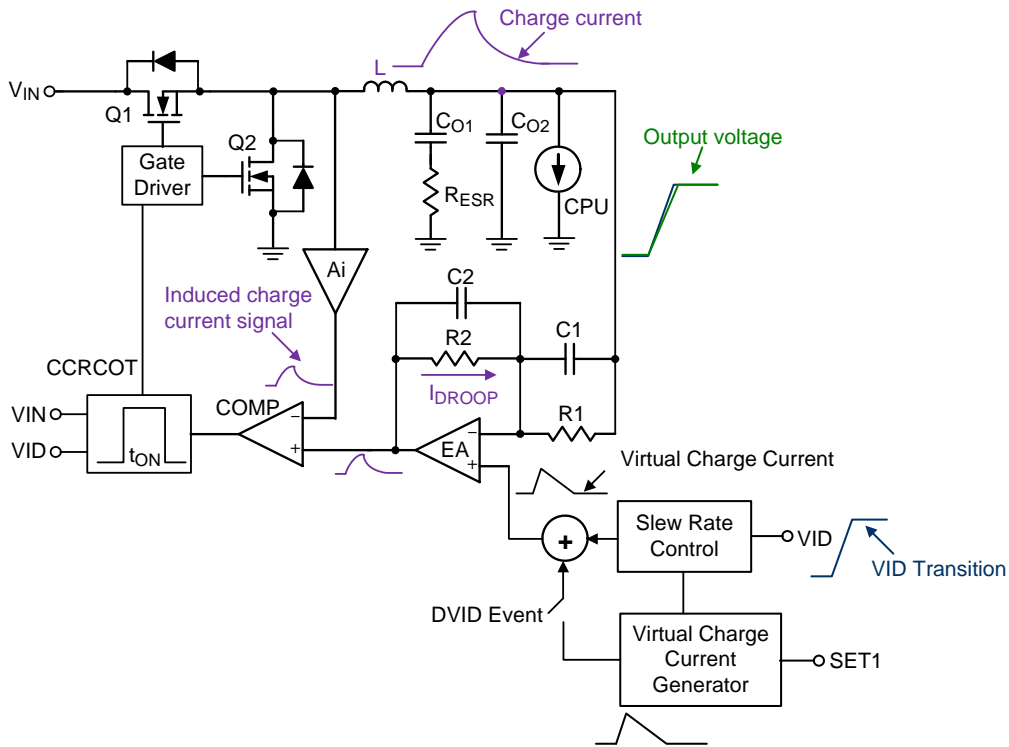 Charge current
L
VIN
Q1
Q2
CO1
CO2
Gate
Driver
RESR
CPU
Output voltage
Ai
C2
Induced charge
current signal
R2
C1
CCRCOT
IDROOP
COMP
R1
VIN
VID
tON
−
+
EA
−
+
Virtual Charge Current
+
Slew Rate
Control
VID
VID Transition
DVID Event
Virtual Charge
Current
Generator
SET1